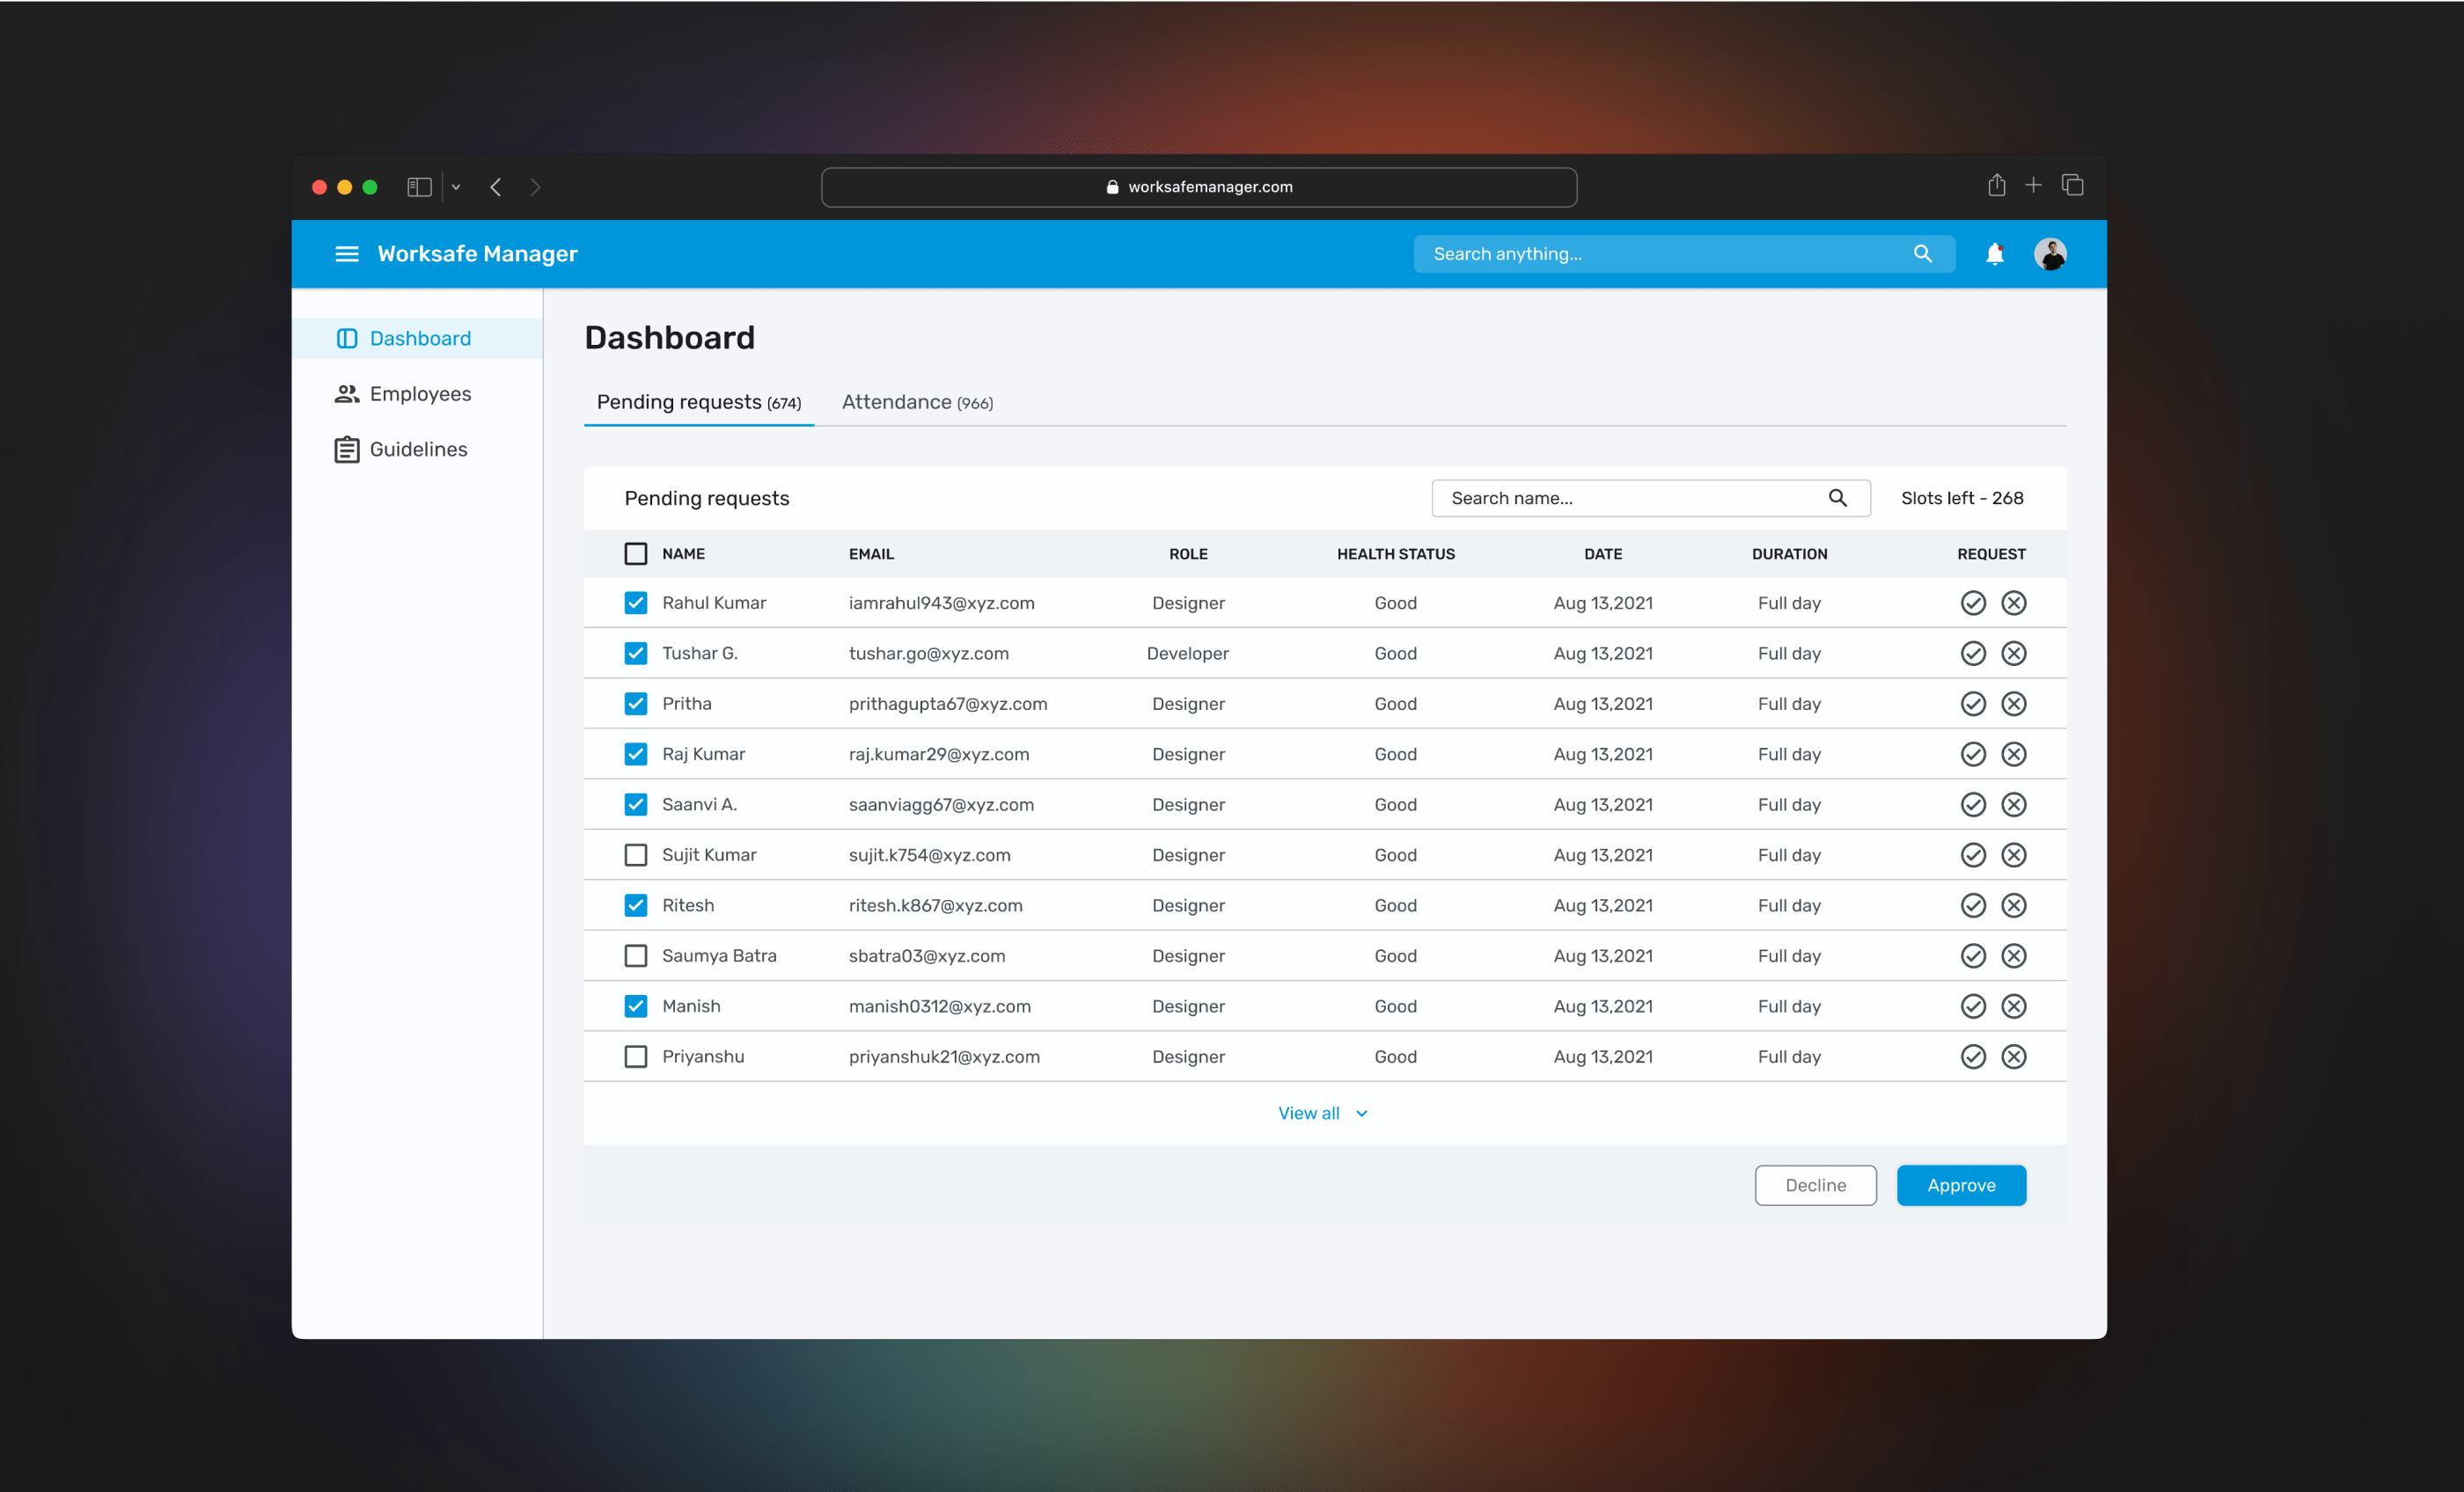 worksafemanager.com
Worksafe Manager Search anything...
Dashboard
Employees
Guidelines
Dashboard
Pending requests (674) Attendance (966)
Pending requests Search name... Slots left - 268
NAME EMAIL ROLE HEALTH STATUS DATE DURATION REQUEST
Rahul Kumar iamrahul943@xyz.com Designer Good Aug 13,2021 Full day
Tushar G. tushar.go@xyz.com Developer Good Aug 13,2021 Full day
Pritha prithagupta67@xyz.com Designer Good Aug 13,2021 Full day
Raj Kumar raj.kumar29@xyz.com Designer Good Aug 13,2021 Full day
Saanvi A. saanviagg67@xyz.com Designer Good Aug 13,2021 Full day
Sujit Kumar sujit.k754@xyz.com Designer Good Aug 13,2021 Full day
Ritesh ritesh.k867@xyz.com Designer Good Aug 13,2021 Full day
Saumya Batra sbatra03@xyz.com Designer Good Aug 13,2021 Full day
Manish manish0312@xyz.com Designer Good Aug 13,2021 Full day
Priyanshu priyanshuk21@xyz.com Designer Good Aug 13,2021 Full day
View all
Decline Approve